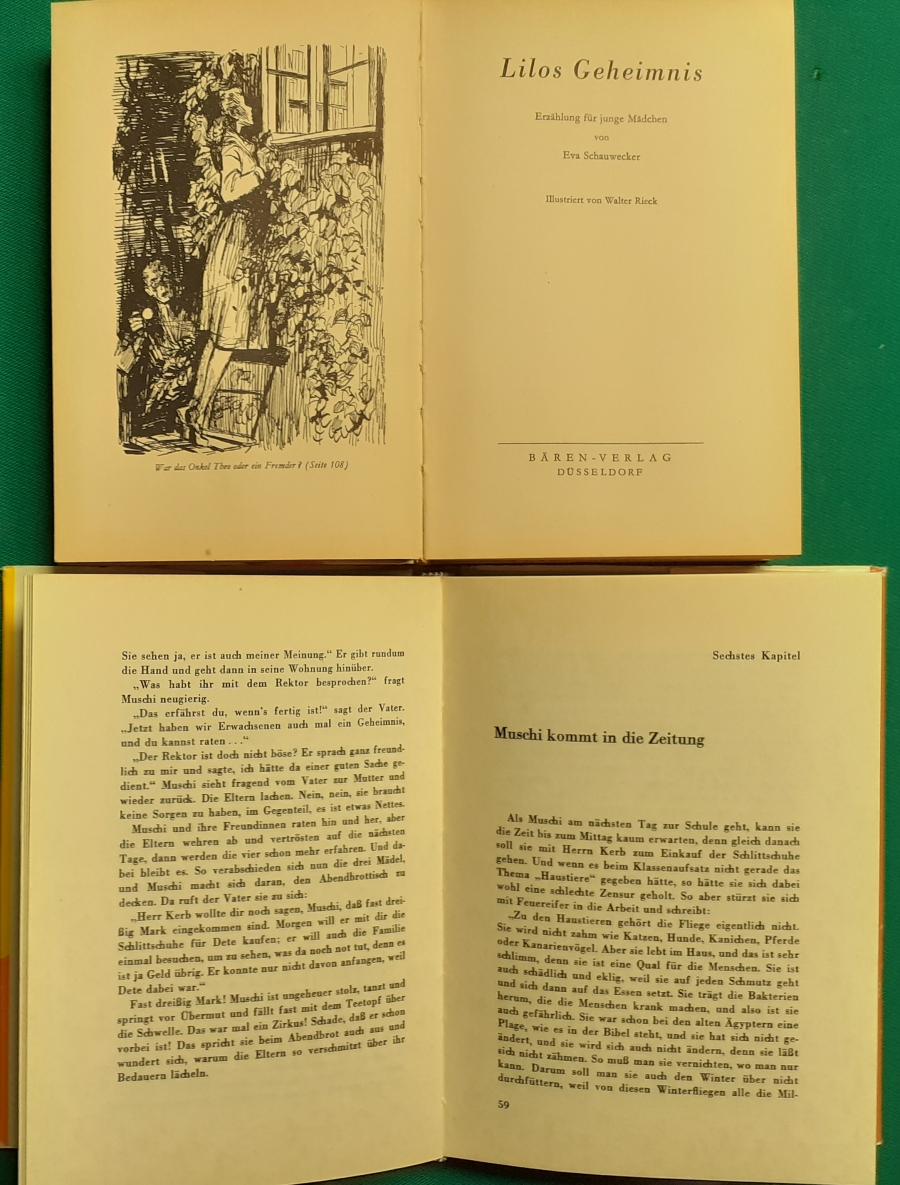 War das Onkel Theo oder ein Fremder? (Seite 108)
Lilos Geheimnis
Erzählung für junge Mädchen
von
Eva Schauwecker
Illustriert von Walter Rieck
BÄREN-VERLAG
DÜSSELDORF
Sie sehen ja, er ist auch meiner Meinung.“ Er gibt rundum
die Hand und geht dann in seine Wohnung hinüber.
„Was habt ihr mit dem Rektor besprochen?“ fragt
Muschi neugierig.
„Das erfährst du, wenn's fertig ist!“ sagt der Vater.
„Jetzt haben wir Erwachsenen auch mal ein Geheimnis,
und du kannst raten . . .“
„Der Rektor ist doch nicht böse? Er sprach ganz freund-
lich zu mir und sagte, ich hätte da einer guten Sache ge-
dient.“ Muschi sieht fragend vom Vater zur Mutter und
wieder zurück. Die Eltern lachen. Nein, nein, sie braucht
keine Sorgen zu haben, im Gegenteil, es ist etwas Nettes.
Muschi und ihre Freundinnen raten hin und her, aber
die Eltern wehren ab und vertrösten auf die nächsten
Tage, dann werden die vier schon mehr erfahren. Und da-
bei bleibt es. So verabschieden sich nun die drei Mädel,
und Muschi macht sich daran, den Abendbrottisch zu
decken. Da ruft der Vater sie zu sich:
„Herr Kerb wollte dir noch sagen, Muschi, daß fast drei-
ßig Mark eingekommen sind. Morgen will er mit dir die
Schlittschuhe für Dete kaufen; er will auch die Familie
einmal besuchen, um zu sehen, was da noch not tut, denn es
ist ja Geld übrig. Er konnte nur nicht davon anfangen, weil
Dete dabei war.“
Fast dreißig Mark! Muschi ist ungeheuer stolz, tanzt und
springt vor Übermut und fällt fast mit dem Teetopf über
die Schwelle. Das war mal ein Zirkus! Schade, daß er schon
vorbei ist! Das spricht sie beim Abendbrot auch aus und
wundert sich, warum die Eltern so verschmitzt über ihr
Bedauern lächeln.
Sechstes Kapitel
Muschi kommt in die Zeitung
Als Muschi am nächsten Tag zur Schule geht, kann sie
die Zeit bis zum Mittag kaum erwarten, denn gleich danach
soll sie mit Herrn Kerb zum Einkauf der Schlittschuhe
gehen. Und wenn es beim Klassenaufsatz nicht gerade das
Thema „Haustiere“ gegeben hätte, so hätte sie sich dabei
wohl eine schlechte Zensur geholt. So aber stürzt sie sich
mit Feuereifer in die Arbeit und schreibt:
„Zu den Haustieren gehört die Fliege eigentlich nicht.
Sie wird nicht zahm wie Katzen, Hunde, Kanichen, Pferde
oder Kanarienvögel. Aber sie lebt im Haus, und das ist sehr
schlimm, denn sie ist eine Qual für die Menschen. Sie ist
auch schädlich und eklig, weil sie auf jeden Schmutz geht
und sich dann auf das Essen setzt. Sie trägt die Bakterien
herum, die die Menschen krank machen, und also ist sie
auch gefährlich. Sie war schon bei den alten Ägyptern eine
Plage, wie es in der Bibel steht, und sie hat sich nicht ge-
ändert, und sie wird sich auch nicht ändern, denn sie läßt
sich nicht zähmen. So muß man sie vernichten, wo man nur
kann. Darum soll man sie auch den Winter über nicht
durchfüttern, weil von diesen Winterfliegen alle die Mil-
59